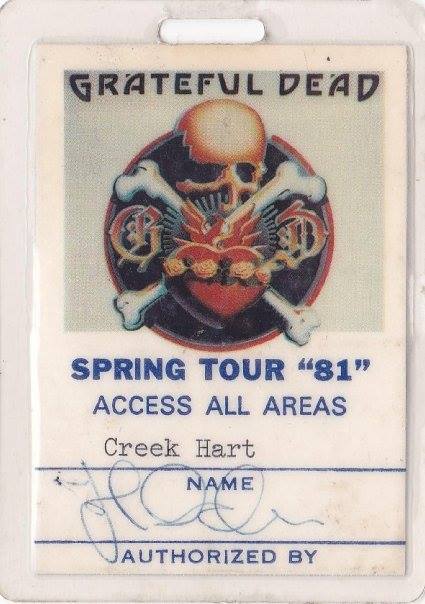 GRATEFUL DEAD
G D
SPRING TOUR “81”
ACCESS ALL AREAS
Creek Hart
NAME
AUTHORIZED BY